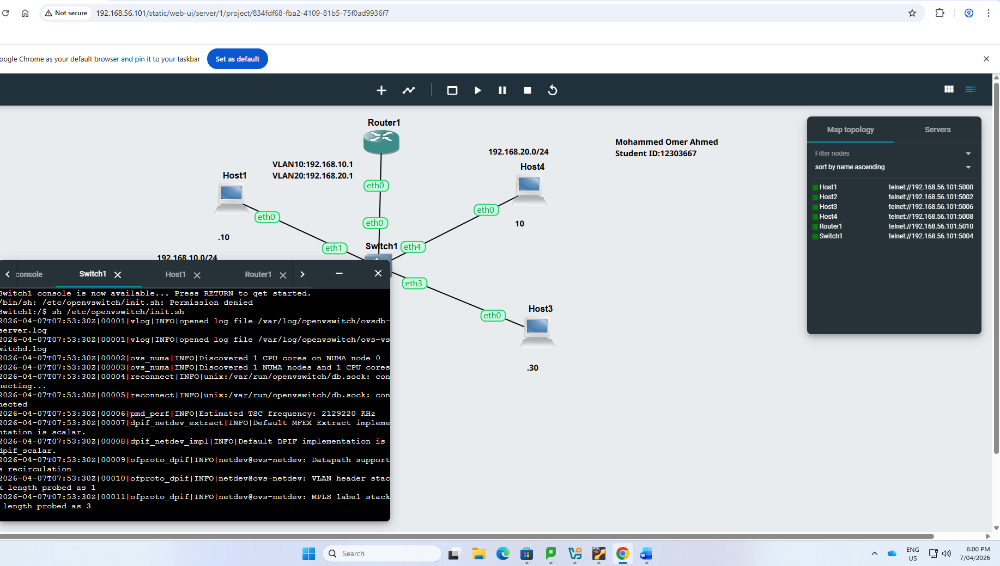 Not secure
192.168.56.101/static/web-ui/server/1/project/834fdf68-fba2-4109-81b5-75f0ad9936f7
oogle Chrome as your default browser and pin it to your taskbar
Set as default
Router1
Mohammed Omer Ahmed
Student ID:12303667
192.168.20.0/24
VLAN10:192.168.10.1
VLAN20:192.168.20.1
Host4
Host1
eth0
eth0
eth0
eth0
10
.10
Switch1
eth1
eth4
192.168.10.0/24
eth3
Host3
eth0
.30
Map topology
Servers
Filter nodes
sort by name ascending
Host1 telnet://192.168.56.101:5000
Host2 telnet://192.168.56.101:5002
Host3 telnet://192.168.56.101:5006
Host4 telnet://192.168.56.101:5008
Router1 telnet://192.168.56.101:5010
Switch1 telnet://192.168.56.101:5004
console
Switch1
Host1
Router1
Switch1 console is now available... Press RETURN to get started.
/bin/sh: /etc/openvswitch/init.sh: Permission denied
Switch1:/$ sh /etc/openvswitch/init.sh
2026-04-07T07:53:30Z|00001|vlog|INFO|opened log file /var/log/openvswitch/ovsdb-
server.log
2026-04-07T07:53:30Z|00001|vlog|INFO|opened log file /var/log/openvswitch/ovs-vs
witchd.log
2026-04-07T07:53:30Z|00002|ovs_numa|INFO|Discovered 1 CPU cores on NUMA node 0
2026-04-07T07:53:30Z|00003|ovs_numa|INFO|Discovered 1 NUMA nodes and 1 CPU cores
2026-04-07T07:53:30Z|00004|reconnect|INFO|unix:/var/run/openvswitch/db.sock: con
necting...
2026-04-07T07:53:30Z|00005|reconnect|INFO|unix:/var/run/openvswitch/db.sock: con
nected
2026-04-07T07:53:30Z|00006|pmd_perf|INFO|Estimated TSC frequency: 2129220 KHz
2026-04-07T07:53:30Z|00007|dpif_netdev_extract|INFO|Default MFEX Extract impleme
ntation is scalar.
2026-04-07T07:53:30Z|00008|dpif_netdev_impl|INFO|Default DPIF implementation is
dpif_scalar.
2026-04-07T07:53:30Z|00009|ofproto_dpif|INFO|netdev@ovs-netdev: Datapath support
s recirculation
2026-04-07T07:53:30Z|00010|ofproto_dpif|INFO|netdev@ovs-netdev: VLAN header stac
k length probed as 1
2026-04-07T07:53:30Z|00011|ofproto_dpif|INFO|netdev@ovs-netdev: MPLS label stack
length probed as 3
Search
ENG
US
6:00 PM
7/04/2026